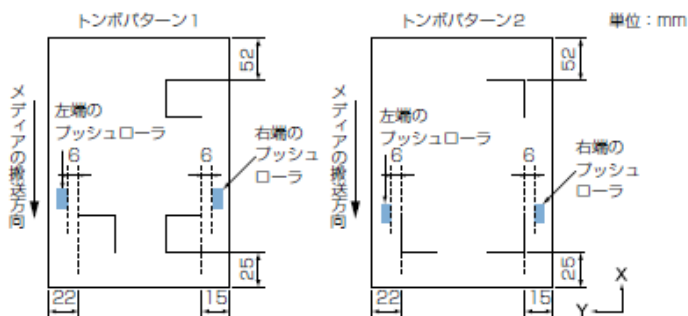 トンボパターン1
トンボパターン2
単位：mm
52
52
メディアの搬送方向
左端の
プッシュローラ
6
6
右端の
プッシュ
ローラ
メディアの搬送方向
左端の
プッシュローラ
6
6
右端の
プッシュ
ローラ
25
25
22
15
22
15
X
Y